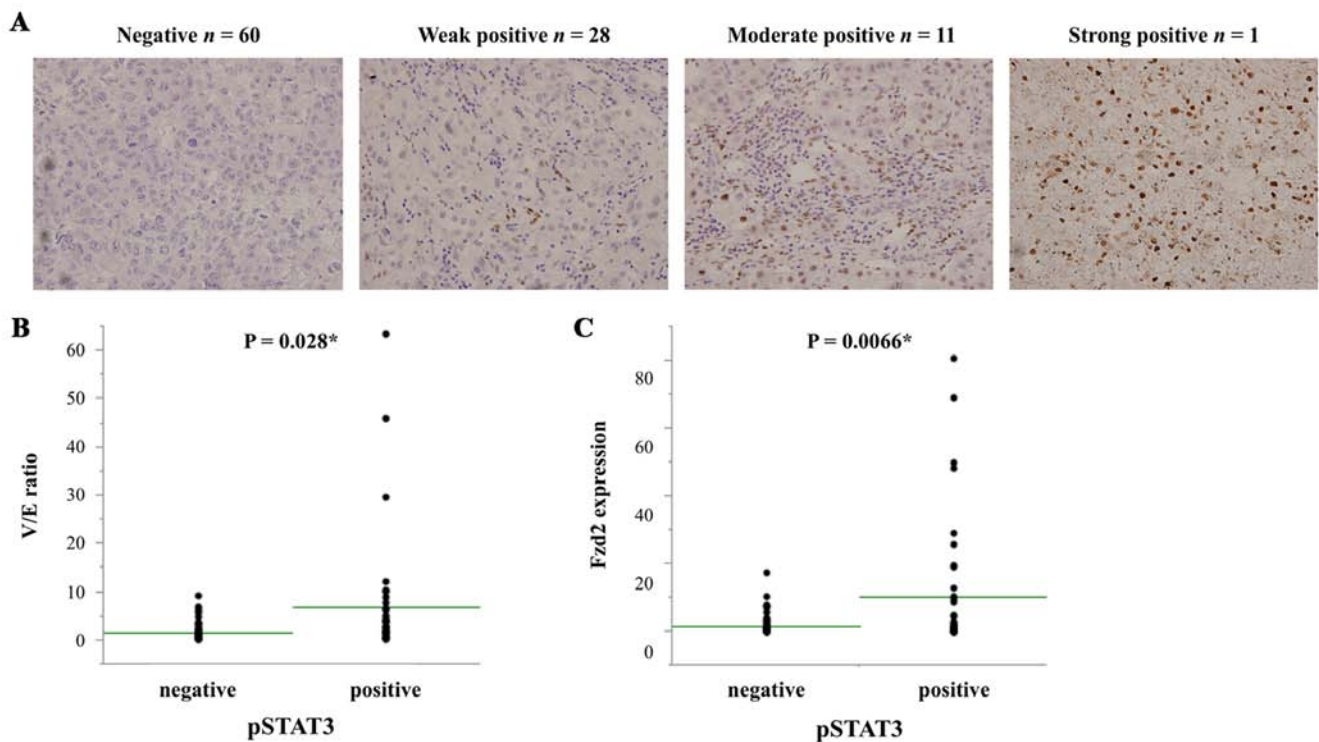 A
Negative n = 60
Weak positive n = 28
Moderate positive n = 11
Strong positive n = 1
B
P = 0.028*
60
50
40
30
20
10
0
V/E ratio
negative
positive
pSTAT3
C
P = 0.0066*
80
60
40
20
0
Fzd2 expression
negative
positive
pSTAT3